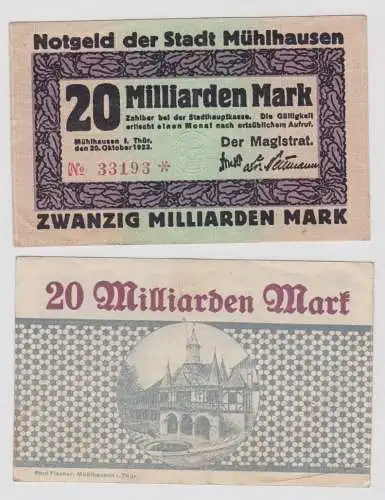 Notgeld der Stadt Mühlhausen
20 Milliarden Mark
Zahlbar bei der Stadthauptkasse. Die Gültigkeit
erlischt einen Monat nach ortsüblichem Aufruf.
Mühlhausen i. Thür.
den 20. Oktober 1923.
Der Magistrat.
№ 33193 *
ZWANZIG MILLIARDEN MARK
20 Milliarden Mark
Paul Fischer, Mühlhausen i. Thür.